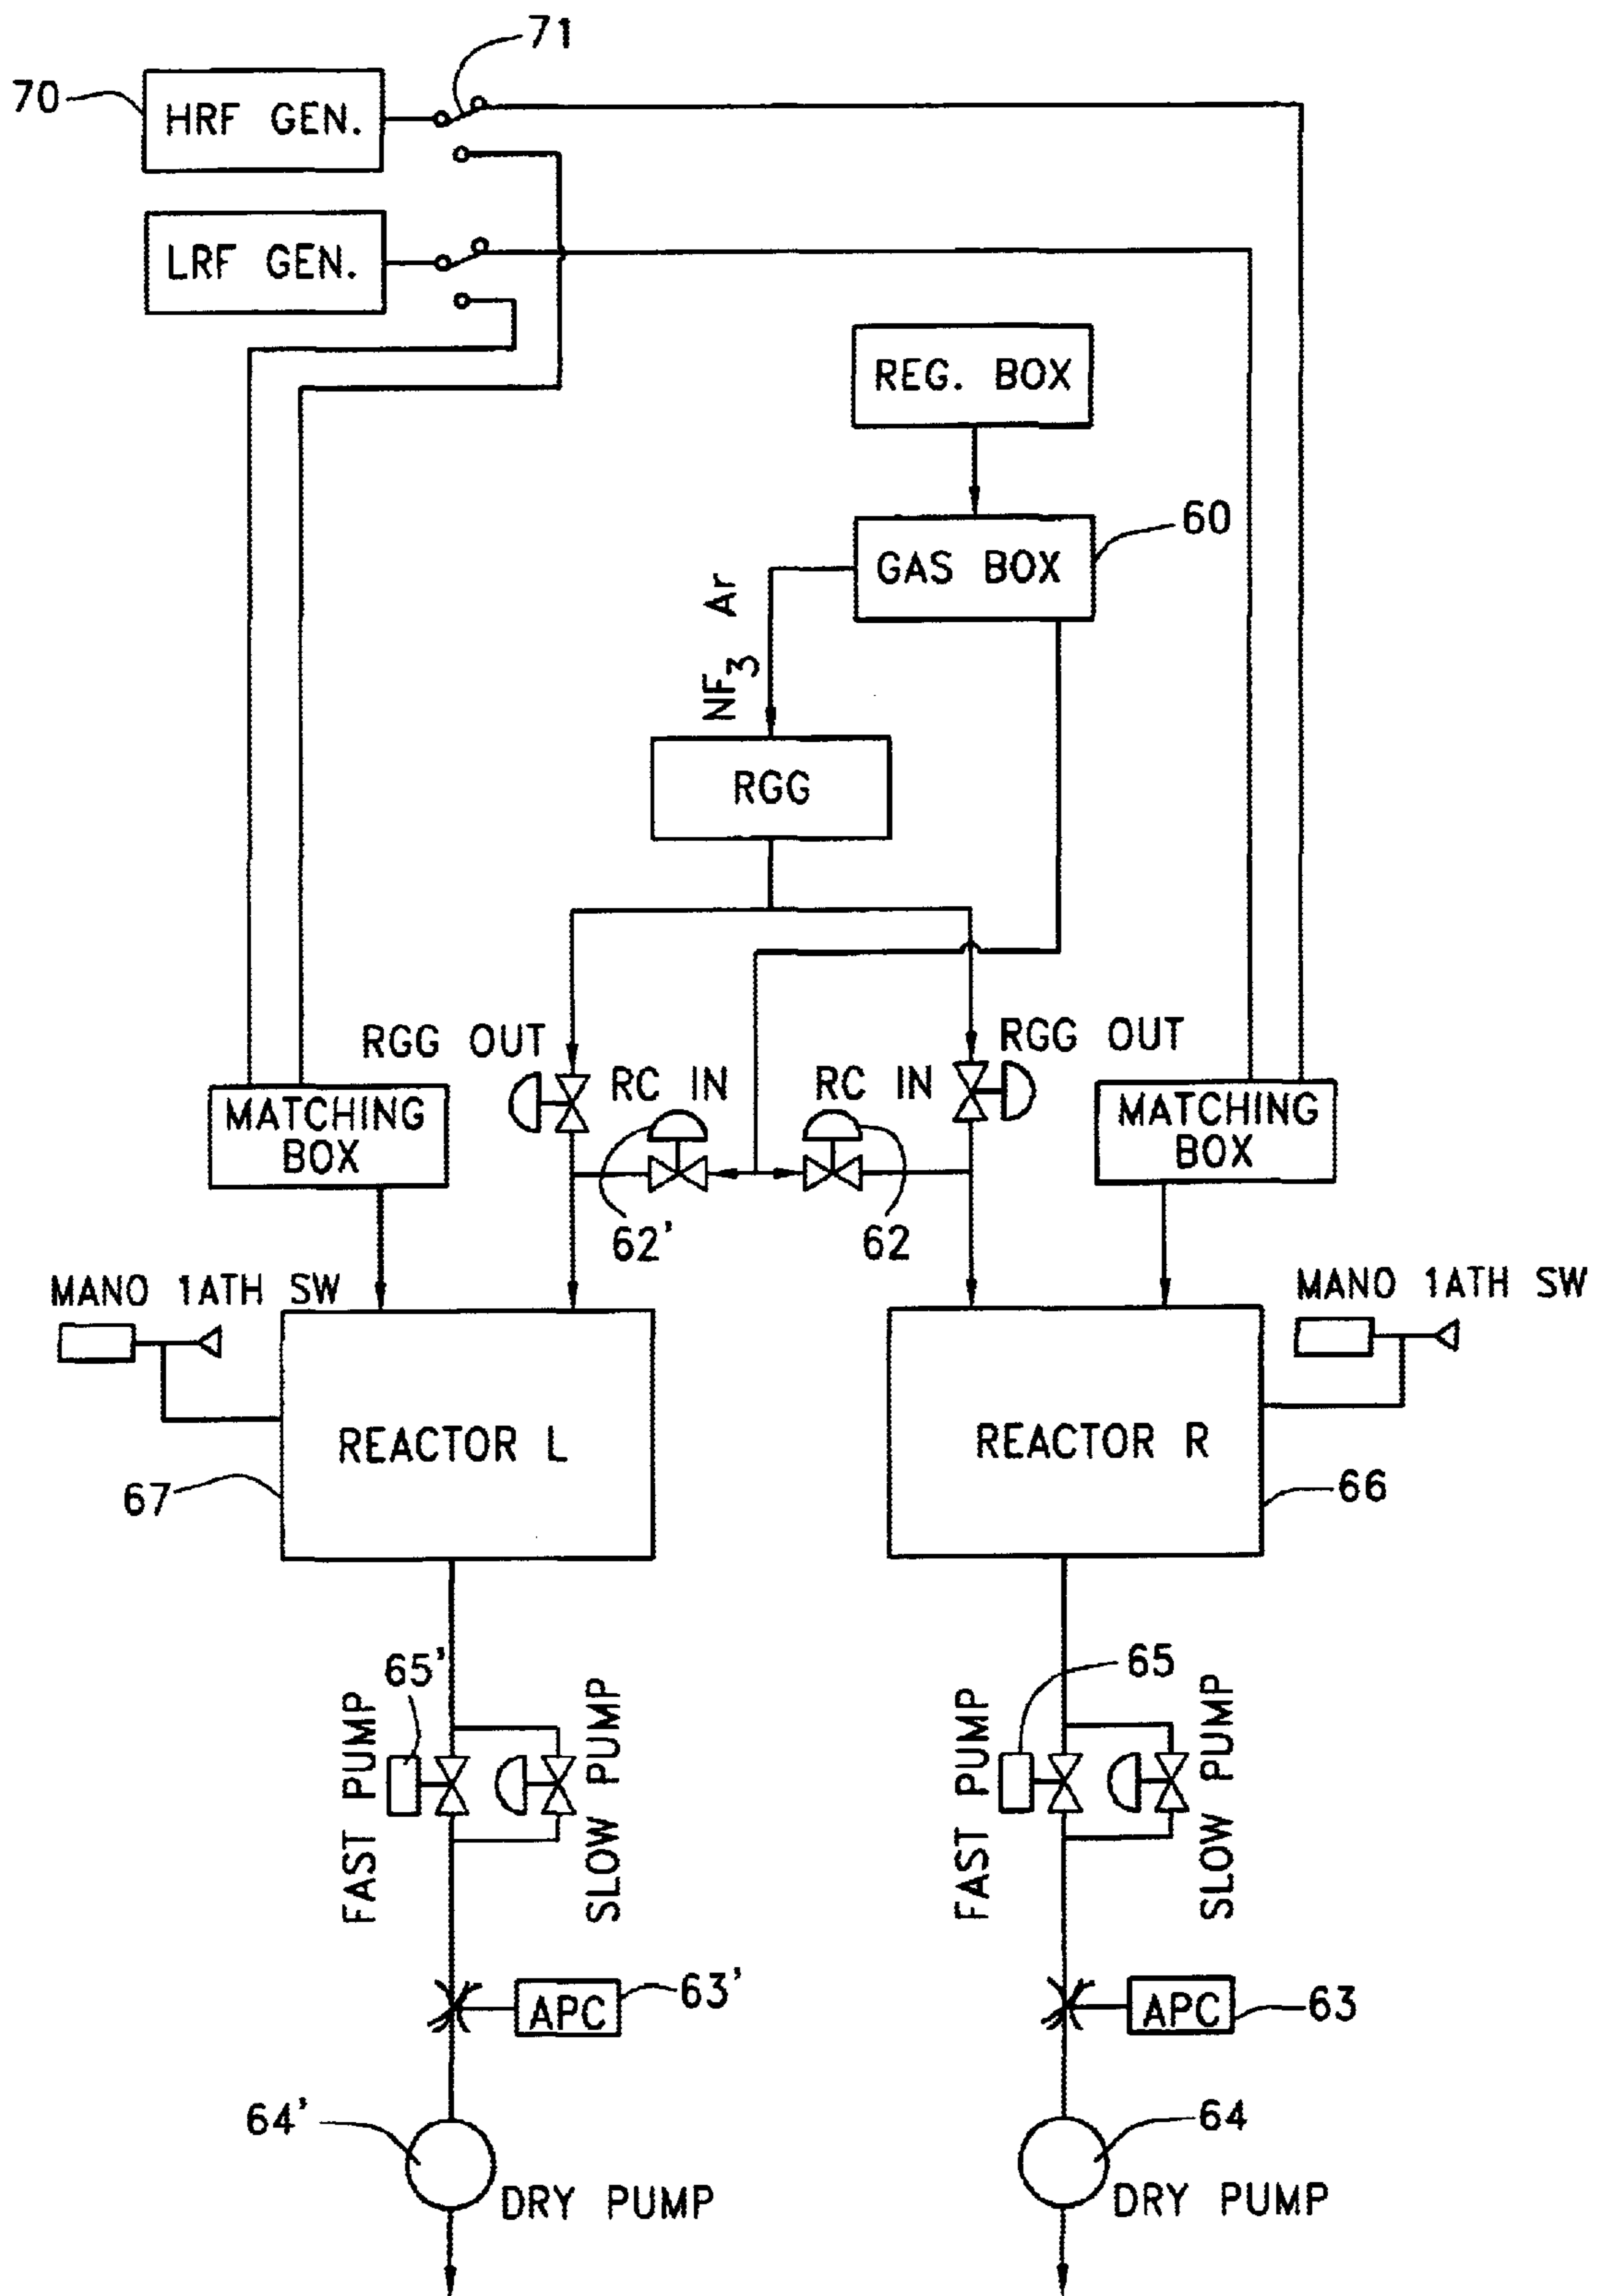 71
70
HRF GEN.
LRF GEN.
REG. BOX
60
GAS BOX
NF3 Ar
RGG
RGG OUT
RGG OUT
RC IN
RC IN
MATCHING
BOX
MATCHING
BOX
62'
62
MANO 1ATH SW
MANO 1ATH SW
REACTOR L
REACTOR R
67
66
65'
65
FAST PUMP
SLOW PUMP
FAST PUMP
SLOW PUMP
APC
63'
APC
63
64'
64
DRY PUMP
DRY PUMP